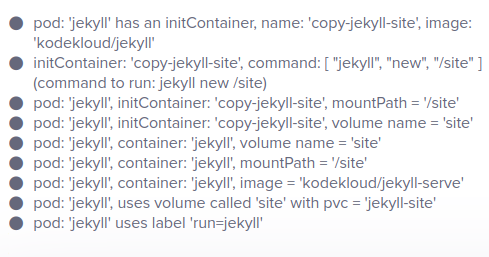 pod: 'jekyll' has an initContainer, name: 'copy-jekyll-site', image:
'kodekloud/jekyll'
initContainer: 'copy-jekyll-site', command: [ "jekyll", "new", "/site" ]
(command to run: jekyll new /site)
pod: 'jekyll', initContainer: 'copy-jekyll-site', mountPath = '/site'
pod: 'jekyll', initContainer: 'copy-jekyll-site', volume name = 'site'
pod: 'jekyll', container: 'jekyll', volume name = 'site'
pod: 'jekyll', container: 'jekyll', mountPath = '/site'
pod: 'jekyll', container: 'jekyll', image = 'kodekloud/jekyll-serve'
pod: 'jekyll', uses volume called 'site' with pvc = 'jekyll-site'
pod: 'jekyll' uses label 'run=jekyll'